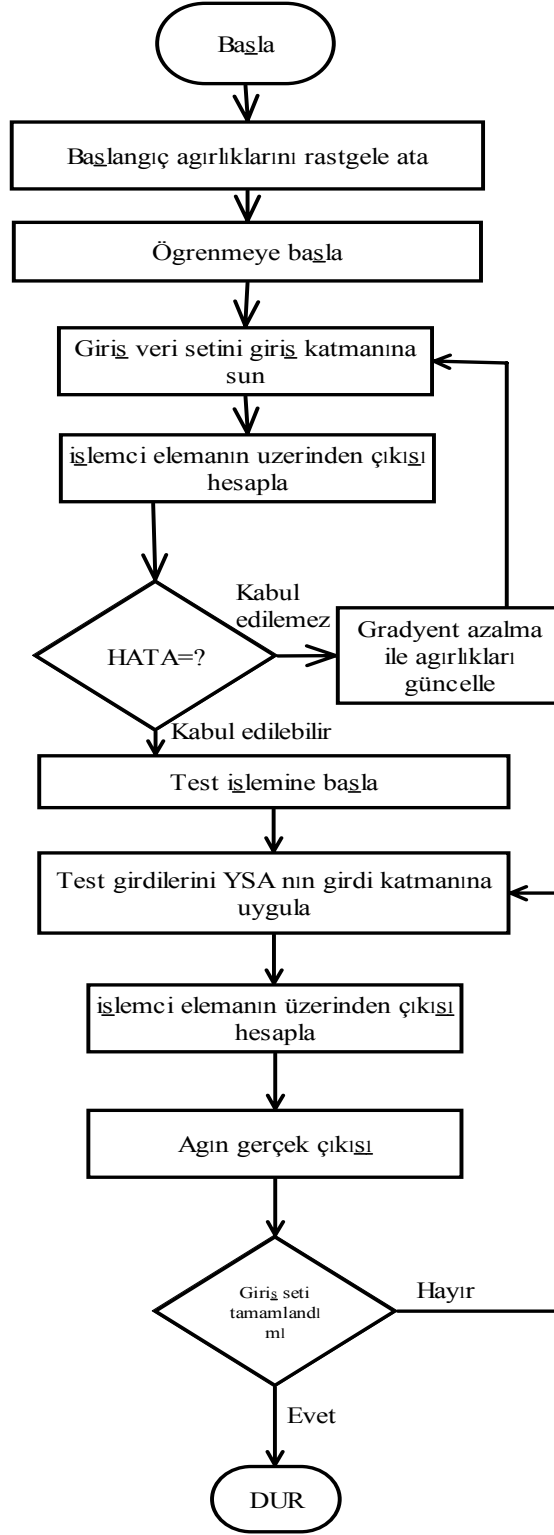 Başla
Başlangıç agırlıklarını rastgele ata
Ögrenmeye başla
Giriş veri setini giriş katmanına
sun
işlemci elemanın uzerinden çıkışı
hesapla
Kabul
edilemez
HATA=?
Gradyent azalma
ile agırlıkları
güncelle
Kabul edilebilir
Test işlemine başla
Test girdilerini YSA nın girdi katmanına
uygula
işlemci elemanın üzerinden çıkışı
hesapla
Agın gerçek çıkışı
Giriş seti
tamamlandı
mı
Hayır
Evet
DUR